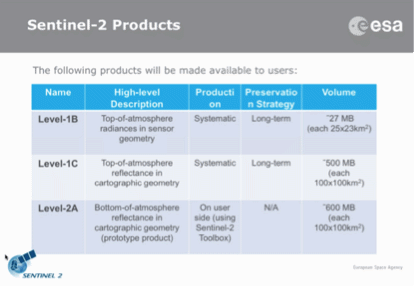 Sentinel-2 Products
esa
The following products will be made available to users:
Name High-level Producti Preservatio Volume
Description on n Strategy
Level-1B Top-of-atmosphere Systematic Long-term ~27 MB
radiances in sensor (each 25x23km²)
geometry
Level-1C Top-of-atmosphere Systematic Long-term ~500 MB
reflectance in (each
cartographic geometry 100x100km²)
Level-2A Bottom-of-atmosphere On user N/A ~600 MB
reflectance in side (using (each
cartographic geometry Sentinel-2 100x100km²)
(prototype product) Toolbox)
SENTINEL 2
European Space Agency